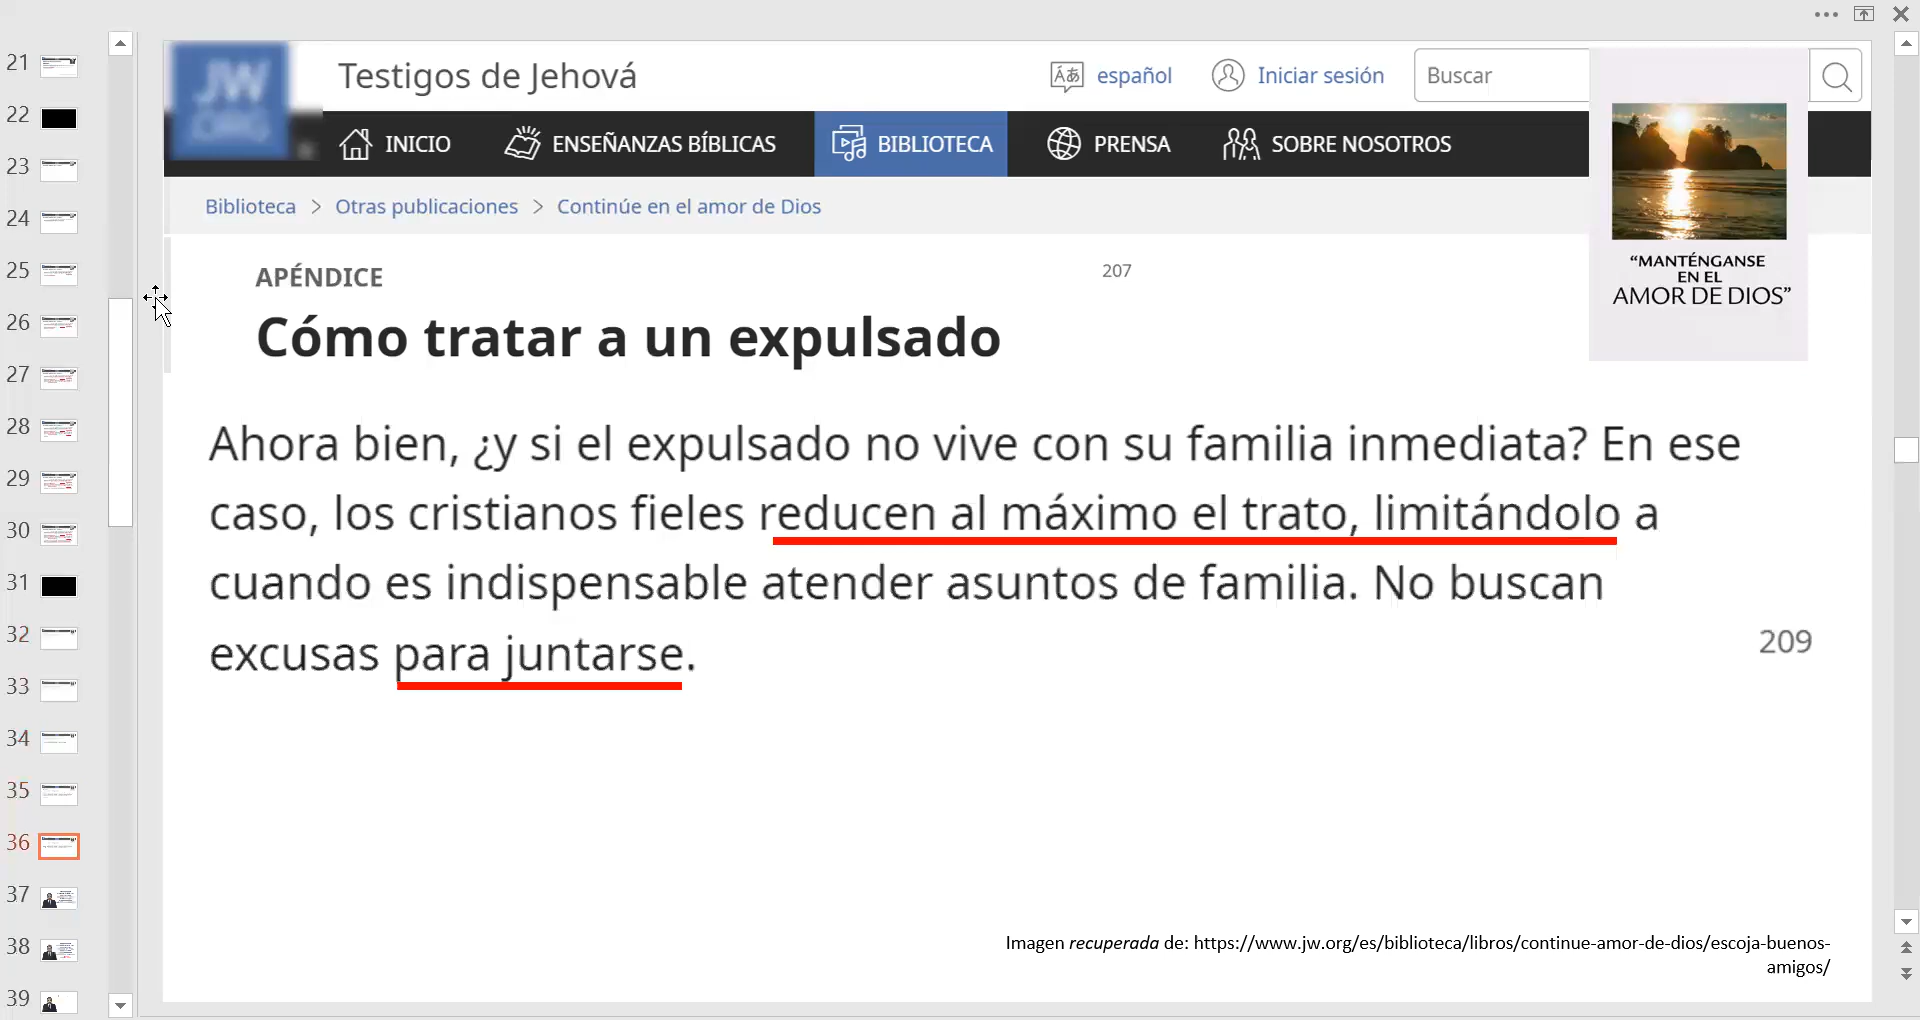 Testigos de Jehová
español
Iniciar sesión
Buscar
JW
.ORG
INICIO
ENSEÑANZAS BÍBLICAS
BIBLIOTECA
PRENSA
SOBRE NOSOTROS
Biblioteca > Otras publicaciones > Continúe en el amor de Dios
“MANTÉNGANSE
EN EL
AMOR DE DIOS”
APÉNDICE
207
Cómo tratar a un expulsado
Ahora bien, ¿y si el expulsado no vive con su familia inmediata? En ese
caso, los cristianos fieles reducen al máximo el trato, limitándolo a
cuando es indispensable atender asuntos de familia. No buscan
excusas para juntarse.
209
Imagen recuperada de: https://www.jw.org/es/biblioteca/libros/continue-amor-de-dios/escoja-buenos-
amigos/
21
22
23
24
25
26
27
28
29
30
31
32
33
34
35
36
37
38
39